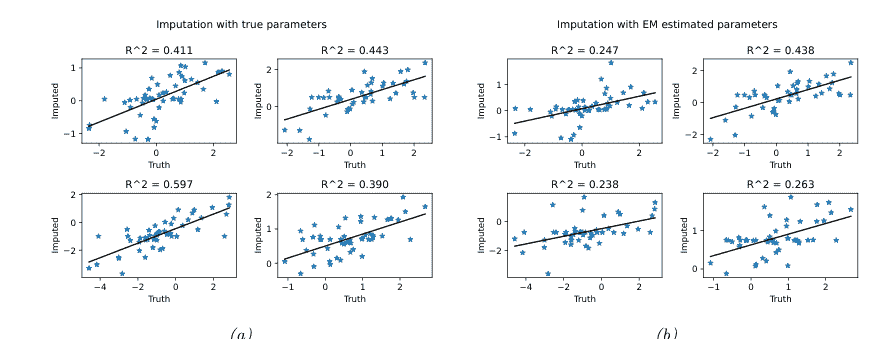 Imputation with true parameters
Imputation with EM estimated parameters
R^2 = 0.411
R^2 = 0.443
R^2 = 0.247
R^2 = 0.438
Imputed
1
0
−1
−2
0
2
Truth
Imputed
2
0
−2
−1
0
1
2
Truth
Imputed
1
0
−1
−2
0
2
Truth
Imputed
2
0
−2
−2
−1
0
1
2
Truth
R^2 = 0.597
R^2 = 0.390
R^2 = 0.238
R^2 = 0.263
Imputed
2
0
−2
−4
−2
0
2
Truth
Imputed
2
1
0
−1
0
1
2
Truth
Imputed
0
−2
−4
−2
0
2
Truth
Imputed
1
0
−1
0
1
2
Truth
(a)
(b)